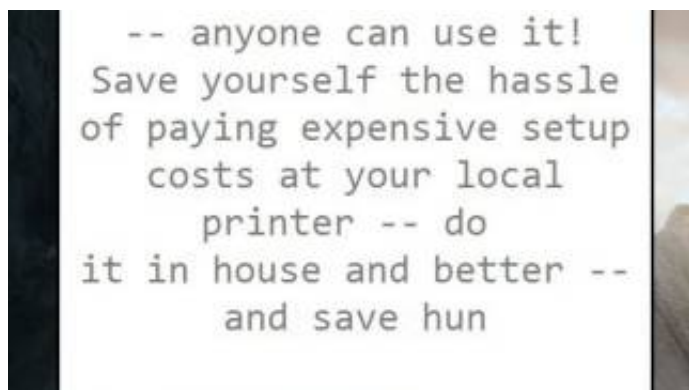 -- anyone can use it!
Save yourself the hassle
of paying expensive setup
costs at your local
printer -- do
it in house and better --
and save hun